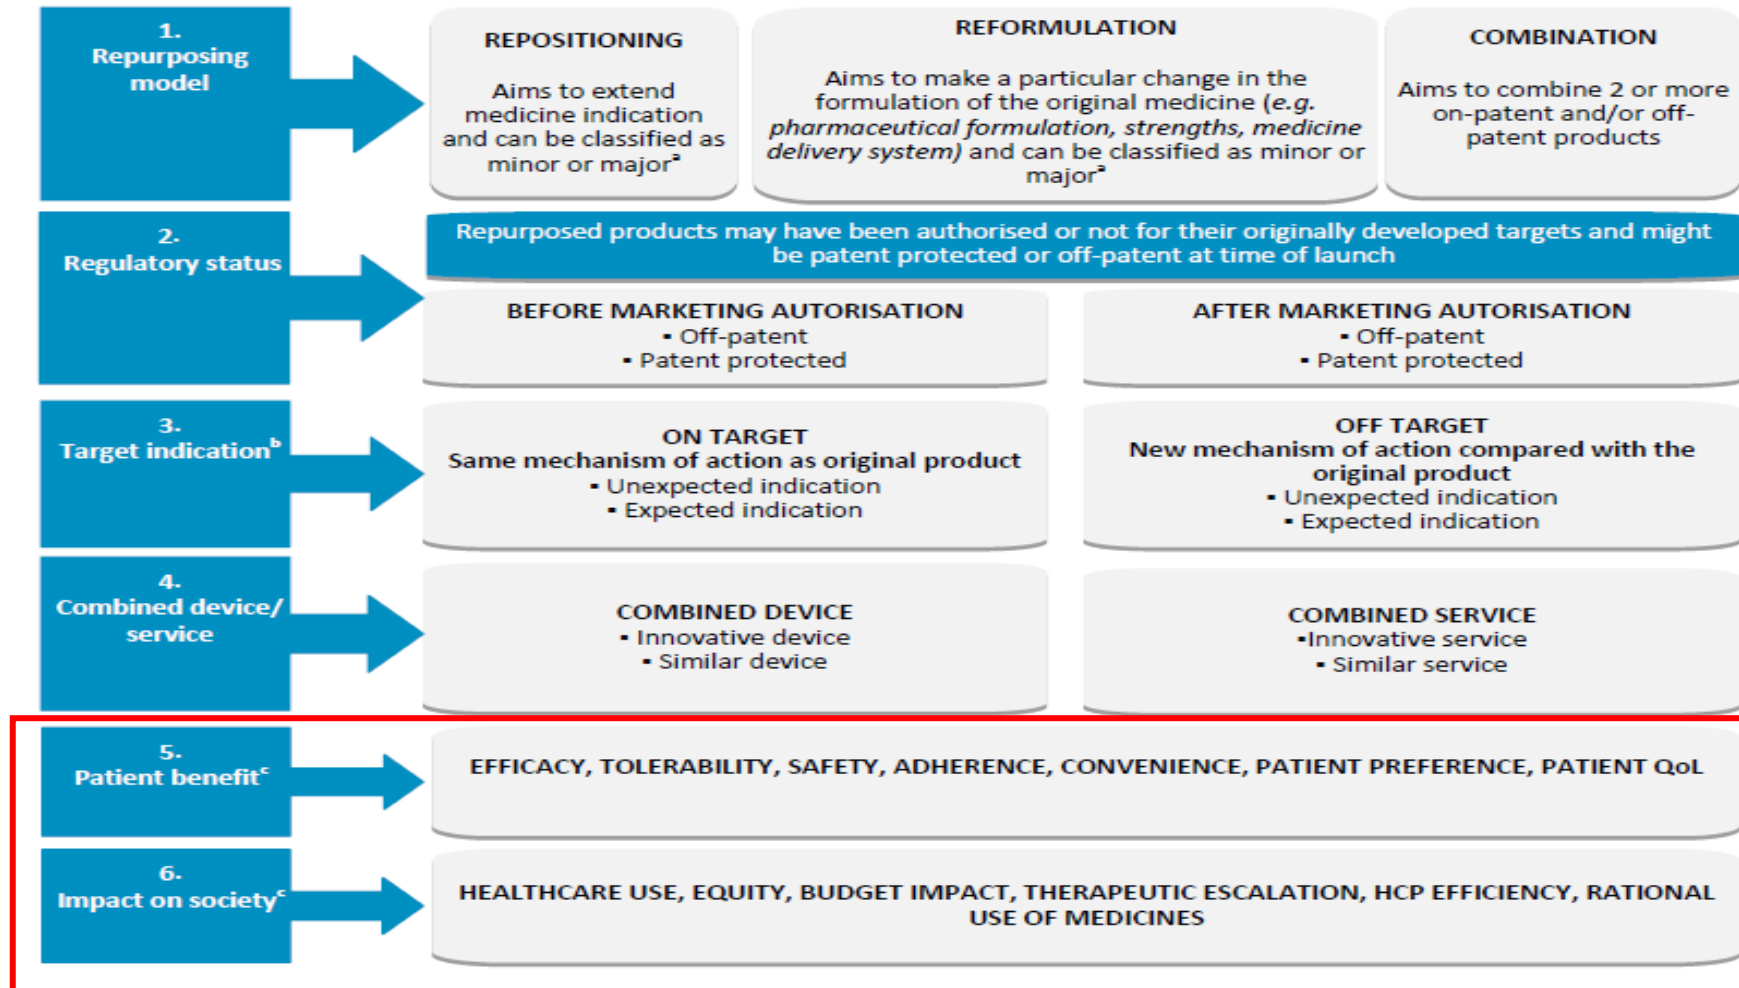 1.
Repurposing
model
REPOSITIONING
Aims to extend
medicine indication
and can be classified as
minor or majorᵃ
REFORMULATION
Aims to make a particular change in the
formulation of the original medicine (e.g.
pharmaceutical formulation, strengths, medicine
delivery system) and can be classified as minor or
majorᵃ
COMBINATION
Aims to combine 2 or more
on-patent and/or off-
patent products
2.
Regulatory status
Repurposed products may have been authorised or not for their originally developed targets and might
be patent protected or off-patent at time of launch
BEFORE MARKETING AUTORISATION
▪ Off-patent
▪ Patent protected
AFTER MARKETING AUTORISATION
▪ Off-patent
▪ Patent protected
3.
Target indicationᵇ
ON TARGET
Same mechanism of action as original product
▪ Unexpected indication
▪ Expected indication
OFF TARGET
New mechanism of action compared with the
original product
▪ Unexpected indication
▪ Expected indication
4.
Combined device/
service
COMBINED DEVICE
▪ Innovative device
▪ Similar device
COMBINED SERVICE
▪Innovative service
▪ Similar service
5.
Patient benefitᶜ
EFFICACY, TOLERABILITY, SAFETY, ADHERENCE, CONVENIENCE, PATIENT PREFERENCE, PATIENT QoL
6.
Impact on societyᶜ
HEALTHCARE USE, EQUITY, BUDGET IMPACT, THERAPEUTIC ESCALATION, HCP EFFICIENCY, RATIONAL
USE OF MEDICINES